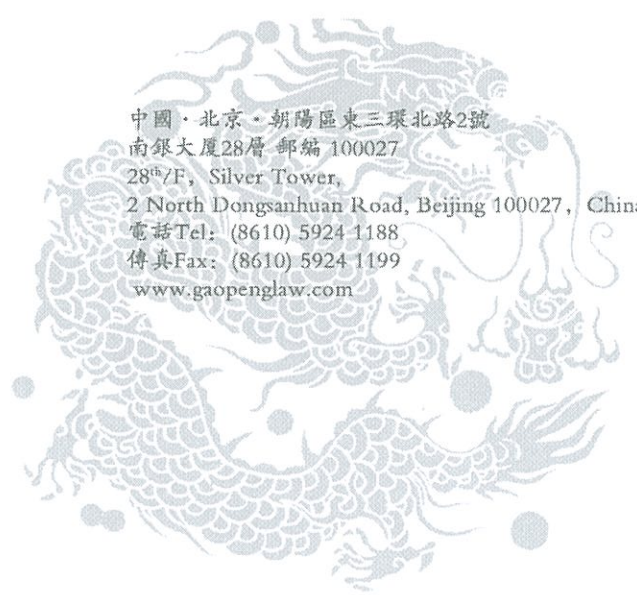 中國·北京·朝陽區東三環北路2號
南銀大厦28層 郵編 100027
28th/F, Silver Tower,
2 North Dongsanhuan Road, Beijing 100027, China
電話Tel: (8610) 5924 1188
傳真Fax: (8610) 5924 1199
www.gaopenglaw.com